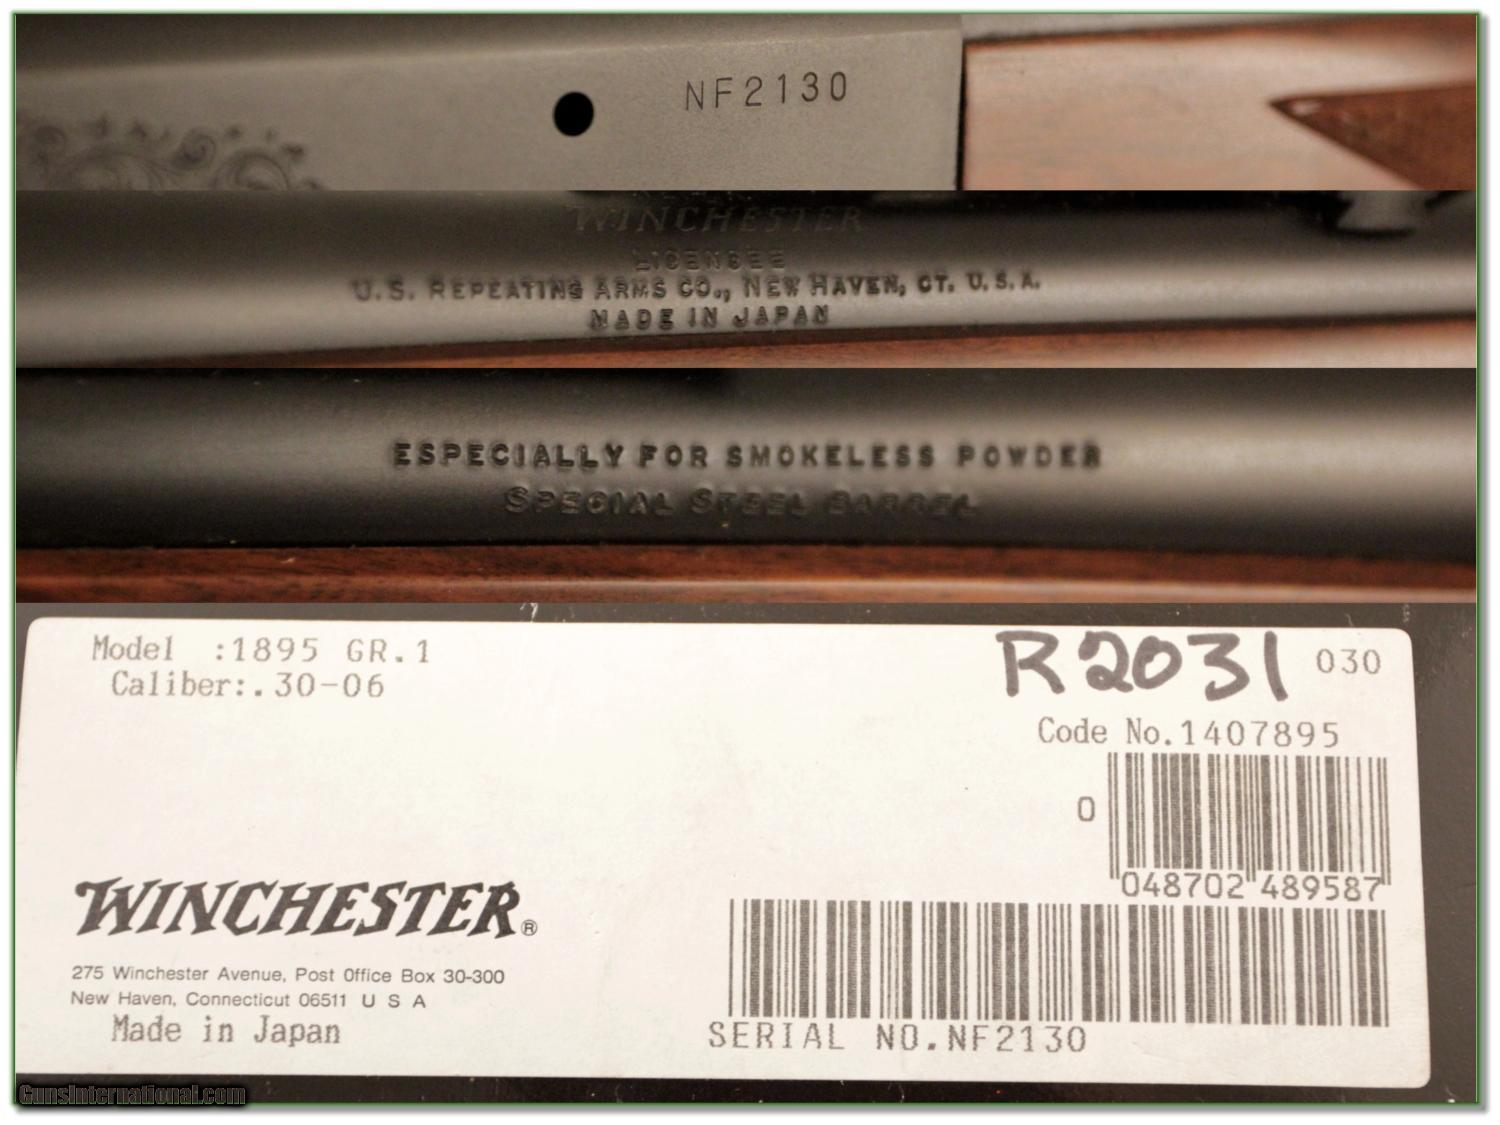 NF2130
WINCHESTER
LICENSEE
U.S. REPEATING ARMS CO., NEW HAVEN, CT. U.S.A.
MADE IN JAPAN
ESPECIALLY FOR SMOKELESS POWDER
SPECIAL STEEL BARREL
Model :1895 GR.1
Caliber:.30-06
R2031
030
Code No.1407895
0
048702 489587
WINCHESTER®
275 Winchester Avenue, Post Office Box 30-300
New Haven, Connecticut 06511 U S A
Made in Japan
SERIAL NO.NF2130
GunsInternational.com